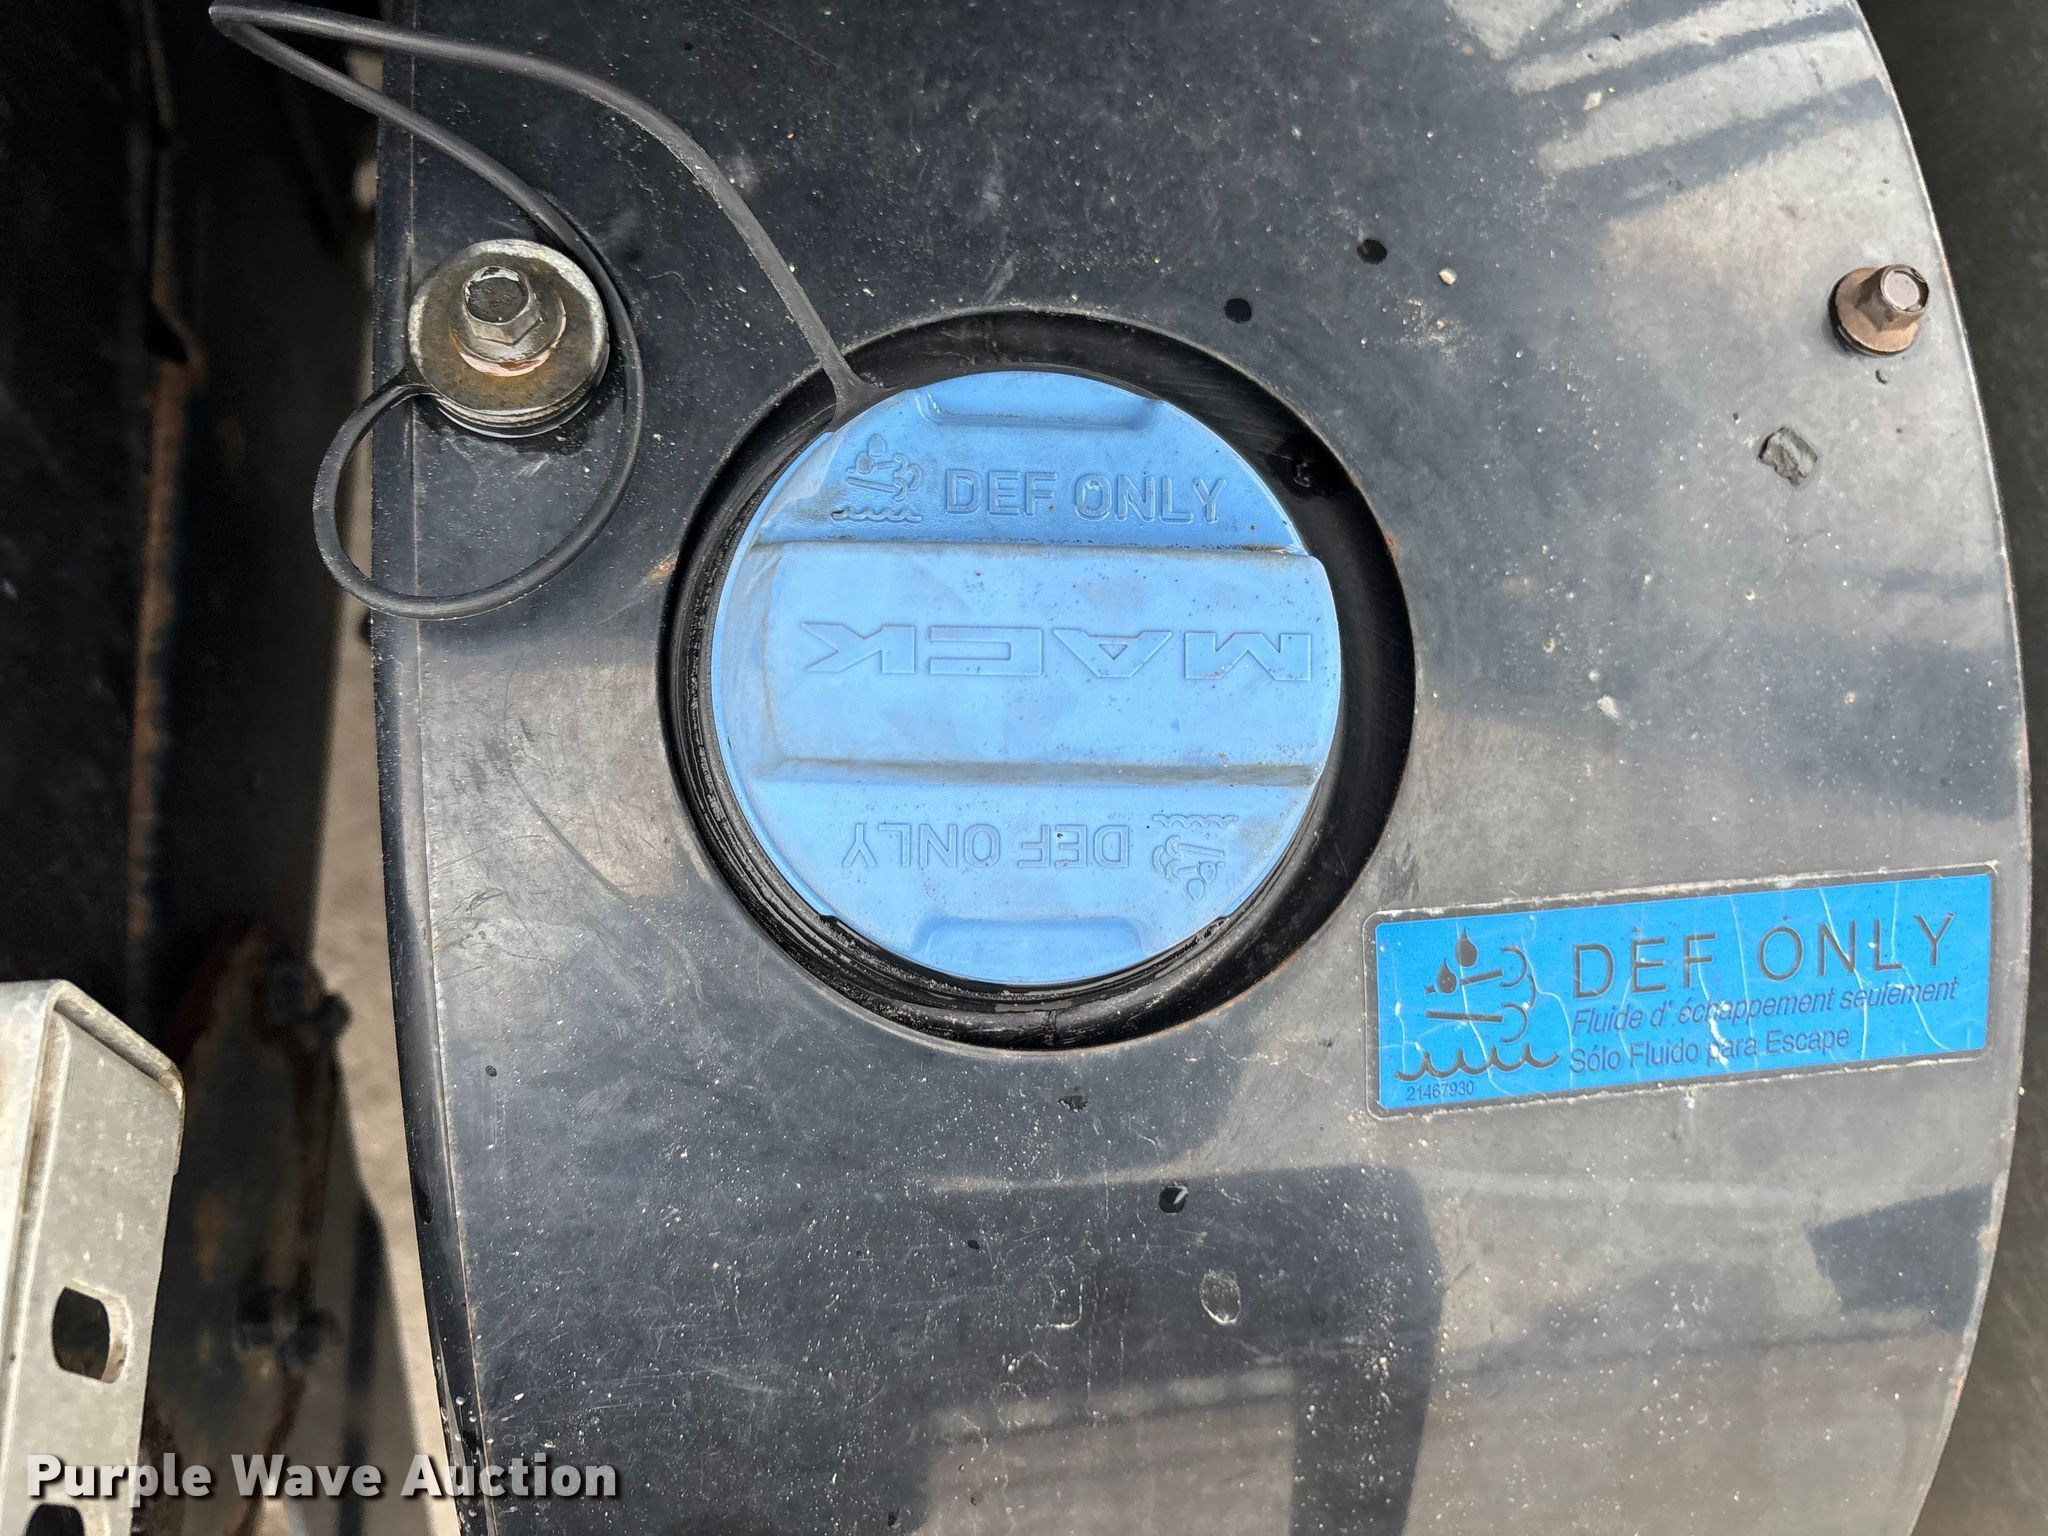 DEF ONLY
MACK
DEF ONLY
DEF ONLY
Fluide d' échappement seulement
Sólo Fluido para Escape
21467930
Purple Wave Auction